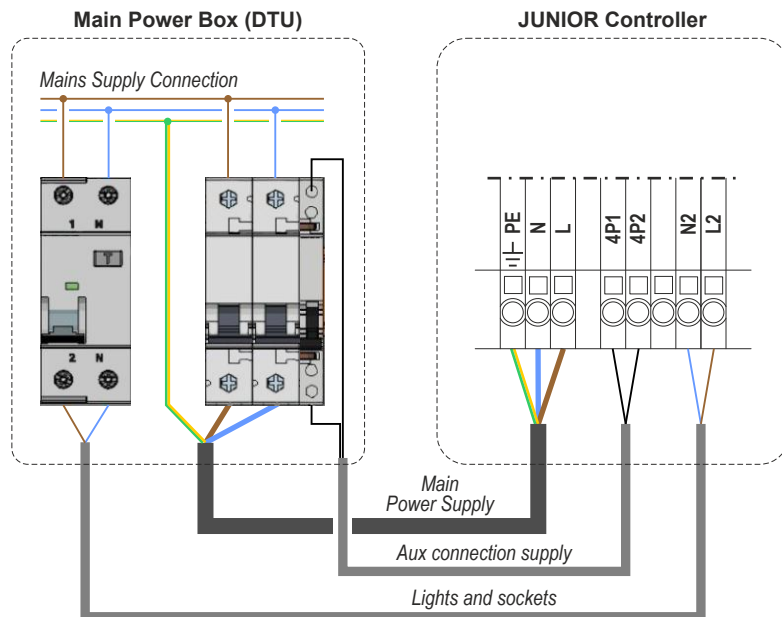 Main Power Box (DTU)
JUNIOR Controller
Mains Supply Connection
1 N
T
2 N
PE
N
L
4P1
4P2
N2
L2
Main
Power Supply
Aux connection supply
Lights and sockets